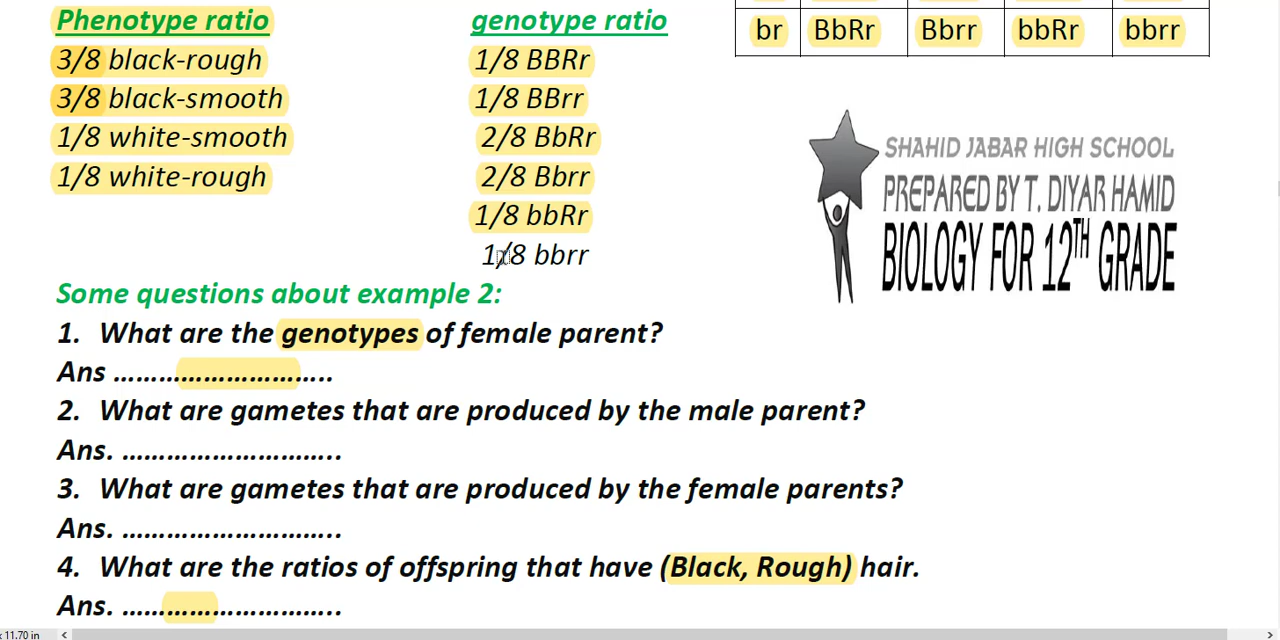 Phenotype ratio
3/8 black-rough
3/8 black-smooth
1/8 white-smooth
1/8 white-rough
genotype ratio
1/8 BBRr
1/8 BBrr
2/8 BbRr
2/8 Bbrr
1/8 bbRr
1/8 bbrr
br BbRr Bbrr bbRr bbrr
SHAHID JABAR HIGH SCHOOL
PREPARED BY T. DIYAR HAMID
BIOLOGY FOR 12TH GRADE
Some questions about example 2:
1. What are the genotypes of female parent?
Ans ............................
2. What are gametes that are produced by the male parent?
Ans. ............................
3. What are gametes that are produced by the female parents?
Ans. ............................
4. What are the ratios of offspring that have (Black, Rough) hair.
Ans. ............................
x 11.70 in